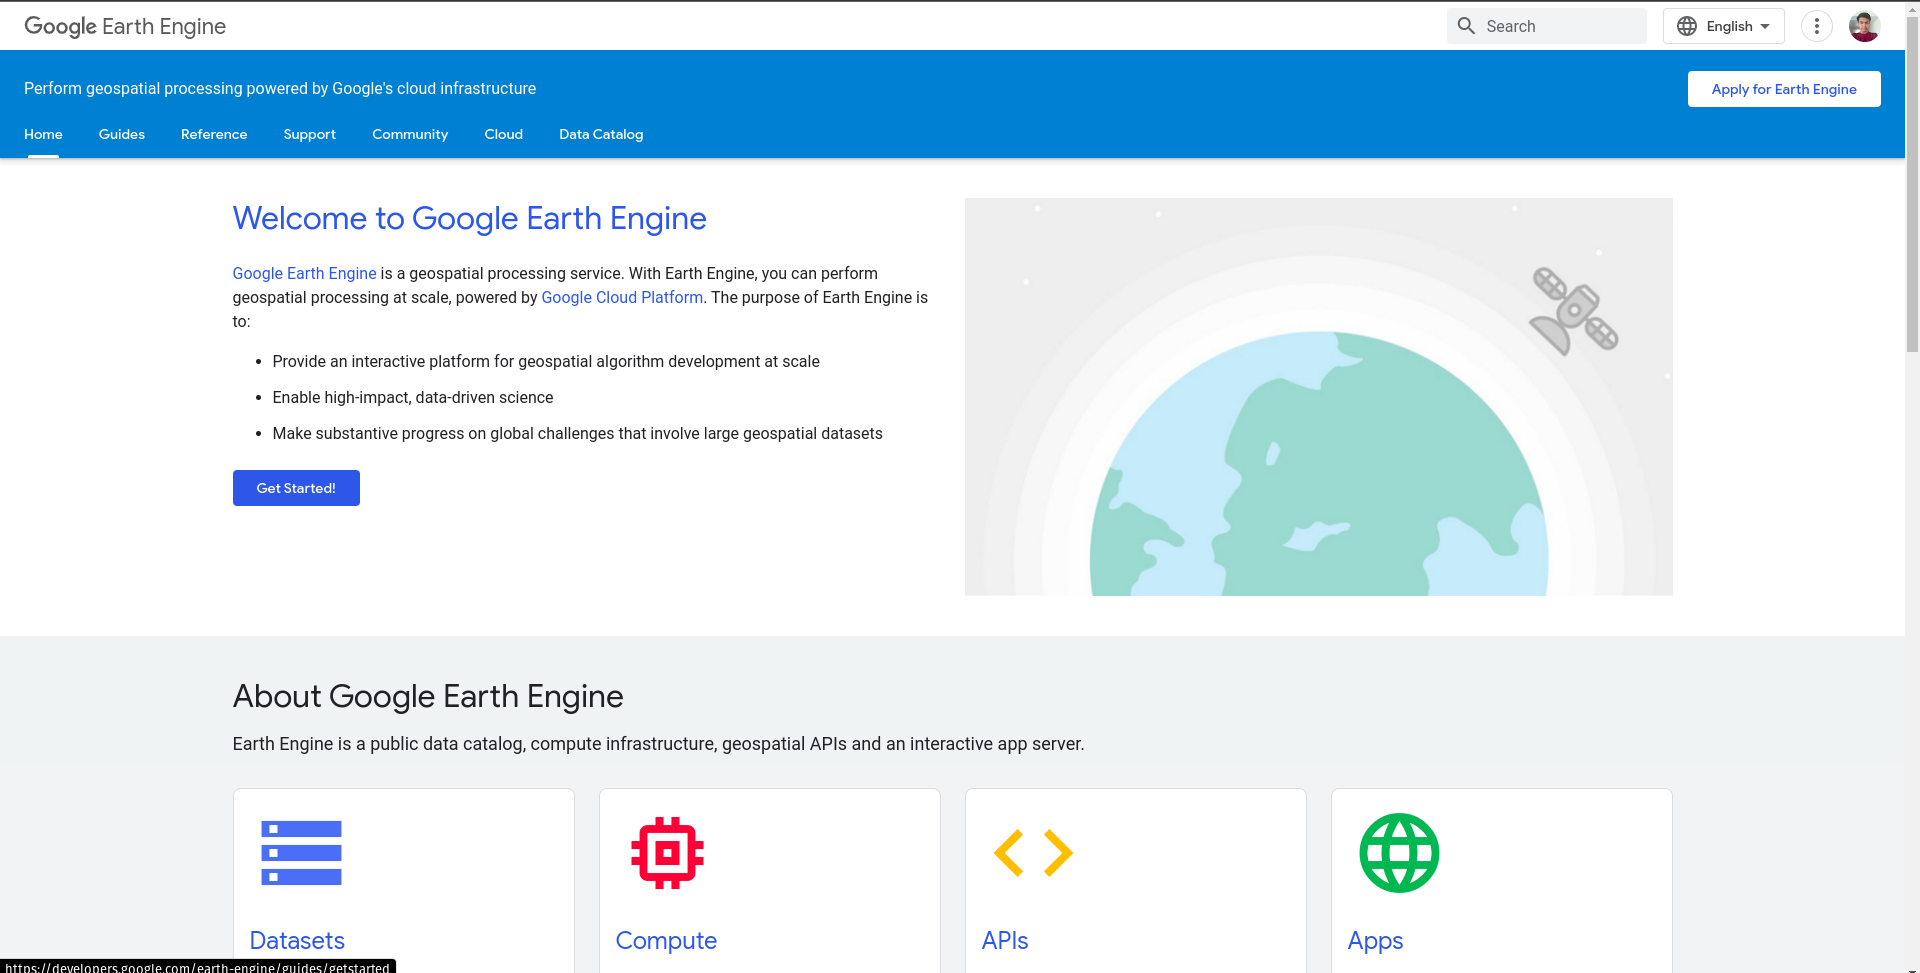 Google Earth Engine
Search
English
Perform geospatial processing powered by Google's cloud infrastructure
Apply for Earth Engine
Home Guides Reference Support Community Cloud Data Catalog
Welcome to Google Earth Engine
Google Earth Engine is a geospatial processing service. With Earth Engine, you can perform
geospatial processing at scale, powered by Google Cloud Platform. The purpose of Earth Engine is
to:
• Provide an interactive platform for geospatial algorithm development at scale
• Enable high-impact, data-driven science
• Make substantive progress on global challenges that involve large geospatial datasets
Get Started!
About Google Earth Engine
Earth Engine is a public data catalog, compute infrastructure, geospatial APIs and an interactive app server.
Datasets
Compute
APIs
Apps
https://developers.google.com/earth-engine/guides/getstarted